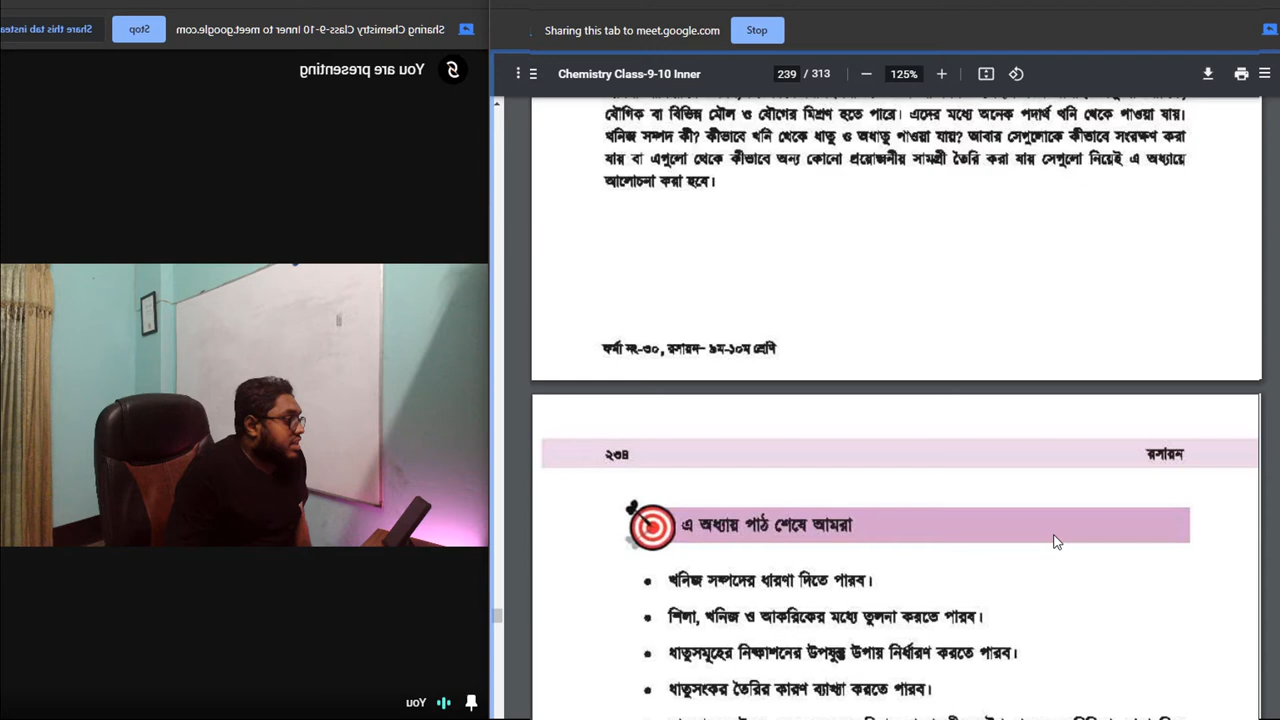 Share this tab instea
Stop
Sharing Chemistry Class-9-10 Inner to meet.google.com
You are presenting
You
Sharing this tab to meet.google.com
Stop
Chemistry Class-9-10 Inner
239 / 313
125%
যৌগিক বা বিভিন্ন মৌল ও যৌগের মিশ্রণ হতে পারে। এদের মধ্যে অনেক পদার্থ খনি থেকে পাওয়া যায়।
খনিজ সম্পদ কী? কীভাবে খনি থেকে ধাতু ও অধাতু পাওয়া যায়? আবার সেগুলোকে কীভাবে সংরক্ষণ করা
যায় বা এগুলো থেকে কীভাবে অন্য কোনো প্রয়োজনীয় সামগ্রী তৈরি করা যায় সেগুলো নিয়েই এ অধ্যায়ে
আলোচনা করা হবে।
ফর্মা নং-৩০, রসায়ন- ৯ম-১০ম শ্রেণি
২৩৪
রসায়ন
এ অধ্যায় পাঠ শেষে আমরা
• খনিজ সম্পদের ধারণা দিতে পারব।
• শিলা, খনিজ ও আকরিকের মধ্যে তুলনা করতে পারব।
• ধাতুসমূহের নিষ্কাশনের উপযুক্ত উপায় নির্ধারণ করতে পারব।
• ধাতুসংকর তৈরির কারণ ব্যাখ্যা করতে পারব।